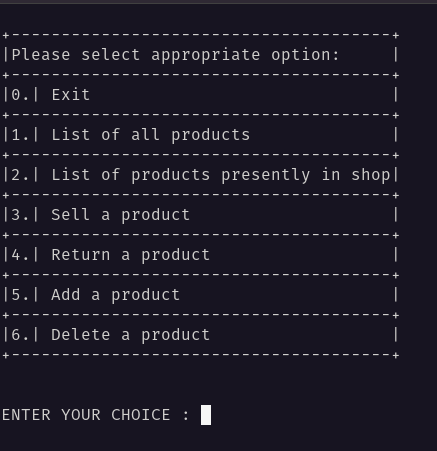 +--------------------------------------+
|Please select appropriate option:     |
+--------------------------------------+
|0.| Exit                              |
+--------------------------------------+
|1.| List of all products              |
+--------------------------------------+
|2.| List of products presently in shop|
+--------------------------------------+
|3.| Sell a product                    |
+--------------------------------------+
|4.| Return a product                  |
+--------------------------------------+
|5.| Add a product                     |
+--------------------------------------+
|6.| Delete a product                  |
+--------------------------------------+
ENTER YOUR CHOICE :